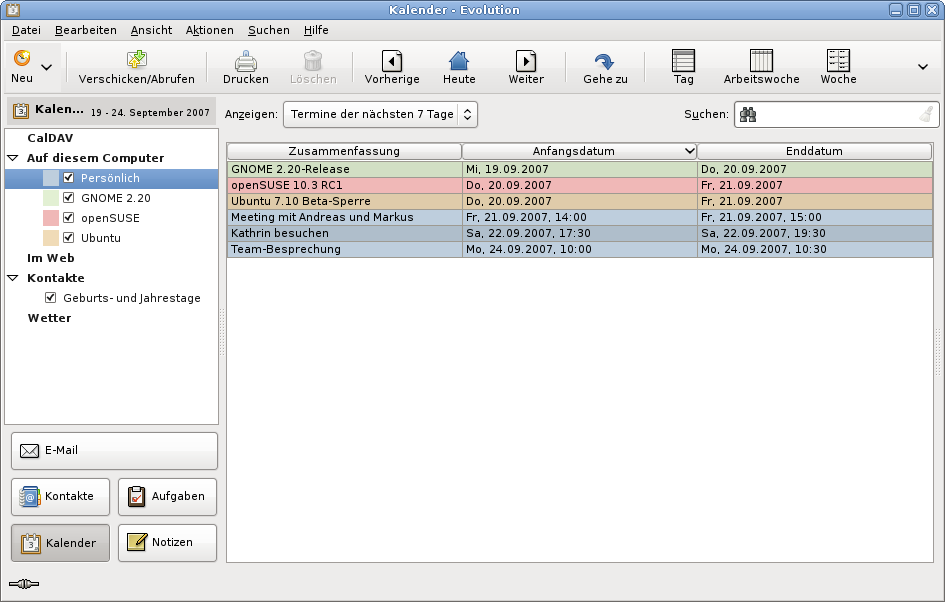 Kalender - Evolution
Datei Bearbeiten Ansicht Aktionen Suchen Hilfe
Neu Verschicken/Abrufen Drucken Löschen Vorherige Heute Weiter Gehe zu Tag Arbeitswoche Woche
Kalen... 19 - 24. September 2007 Anzeigen: Termine der nächsten 7 Tage Suchen:
CalDAV
Auf diesem Computer
Persönlich
GNOME 2.20
openSUSE
Ubuntu
Im Web
Kontakte
Geburts- und Jahrestage
Wetter
Zusammenfassung Anfangsdatum Enddatum
GNOME 2.20-Release Mi, 19.09.2007 Do, 20.09.2007
openSUSE 10.3 RC1 Do, 20.09.2007 Fr, 21.09.2007
Ubuntu 7.10 Beta-Sperre Do, 20.09.2007 Fr, 21.09.2007
Meeting mit Andreas und Markus Fr, 21.09.2007, 14:00 Fr, 21.09.2007, 15:00
Kathrin besuchen Sa, 22.09.2007, 17:30 Sa, 22.09.2007, 19:30
Team-Besprechung Mo, 24.09.2007, 10:00 Mo, 24.09.2007, 10:30
E-Mail
Kontakte Aufgaben
Kalender Notizen